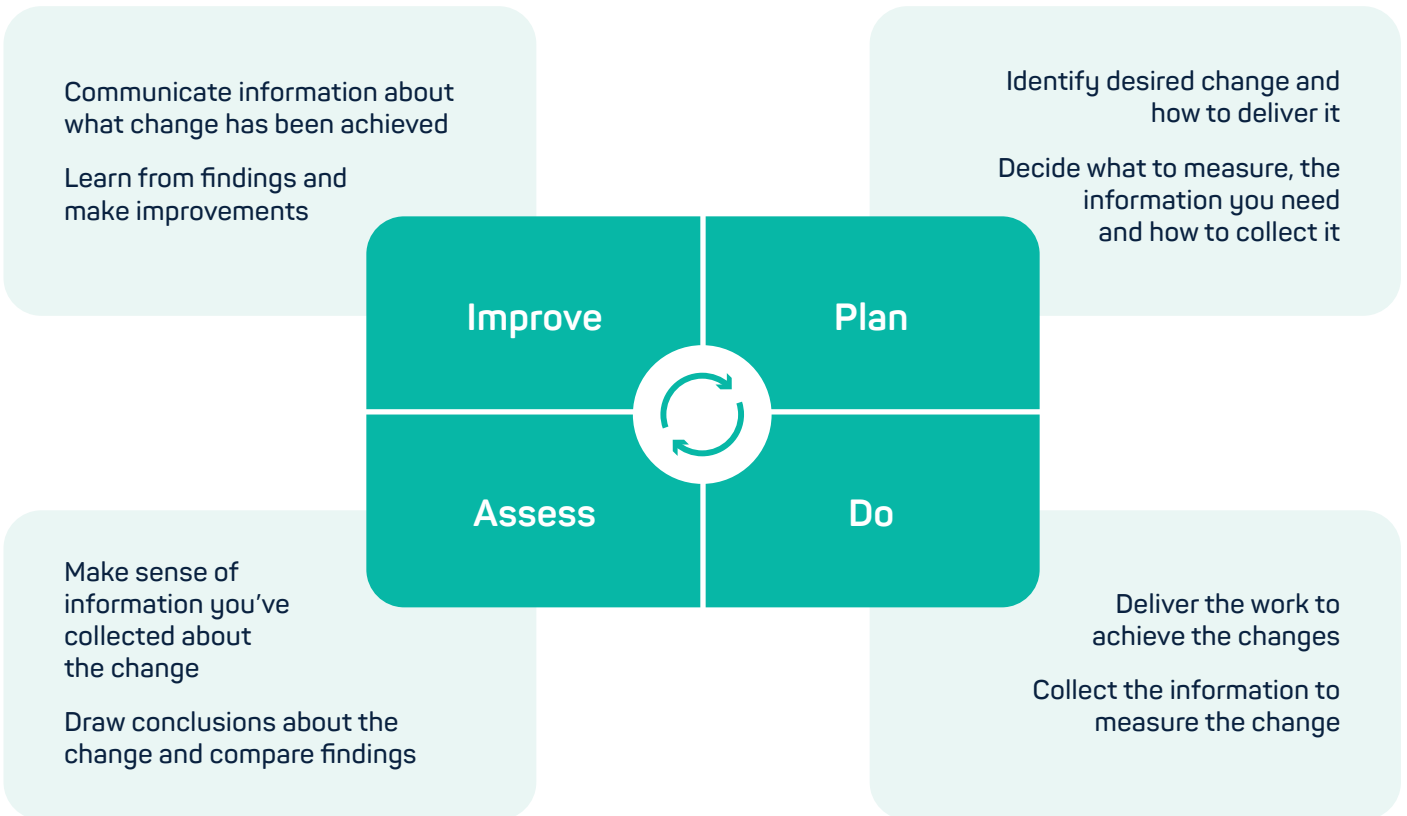 Communicate information about
what change has been achieved
Learn from findings and
make improvements
Identify desired change and
how to deliver it
Decide what to measure, the
information you need
and how to collect it
Improve
Plan
Assess
Do
Make sense of
information you've
collected about
the change
Draw conclusions about the
change and compare findings
Deliver the work to
achieve the changes
Collect the information to
measure the change